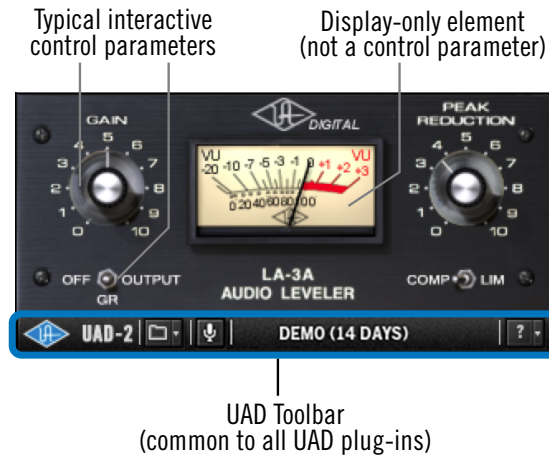 Typical interactive
control parameters
Display-only element
(not a control parameter)
GAIN
0 1 2 3 4 5 6 7 8 9 10
UA DIGITAL
VU VU
-20 -10 -7 -5 -3 -1 0 +1 +2 +3
0 20 40 60 80 100
PEAK
REDUCTION
0 1 2 3 4 5 6 7 8 9 10
OFF OUTPUT
GR
LA-3A
AUDIO LEVELER
COMP LIM
UA UAD-2 DEMO (14 DAYS) ?
UAD Toolbar
(common to all UAD plug-ins)